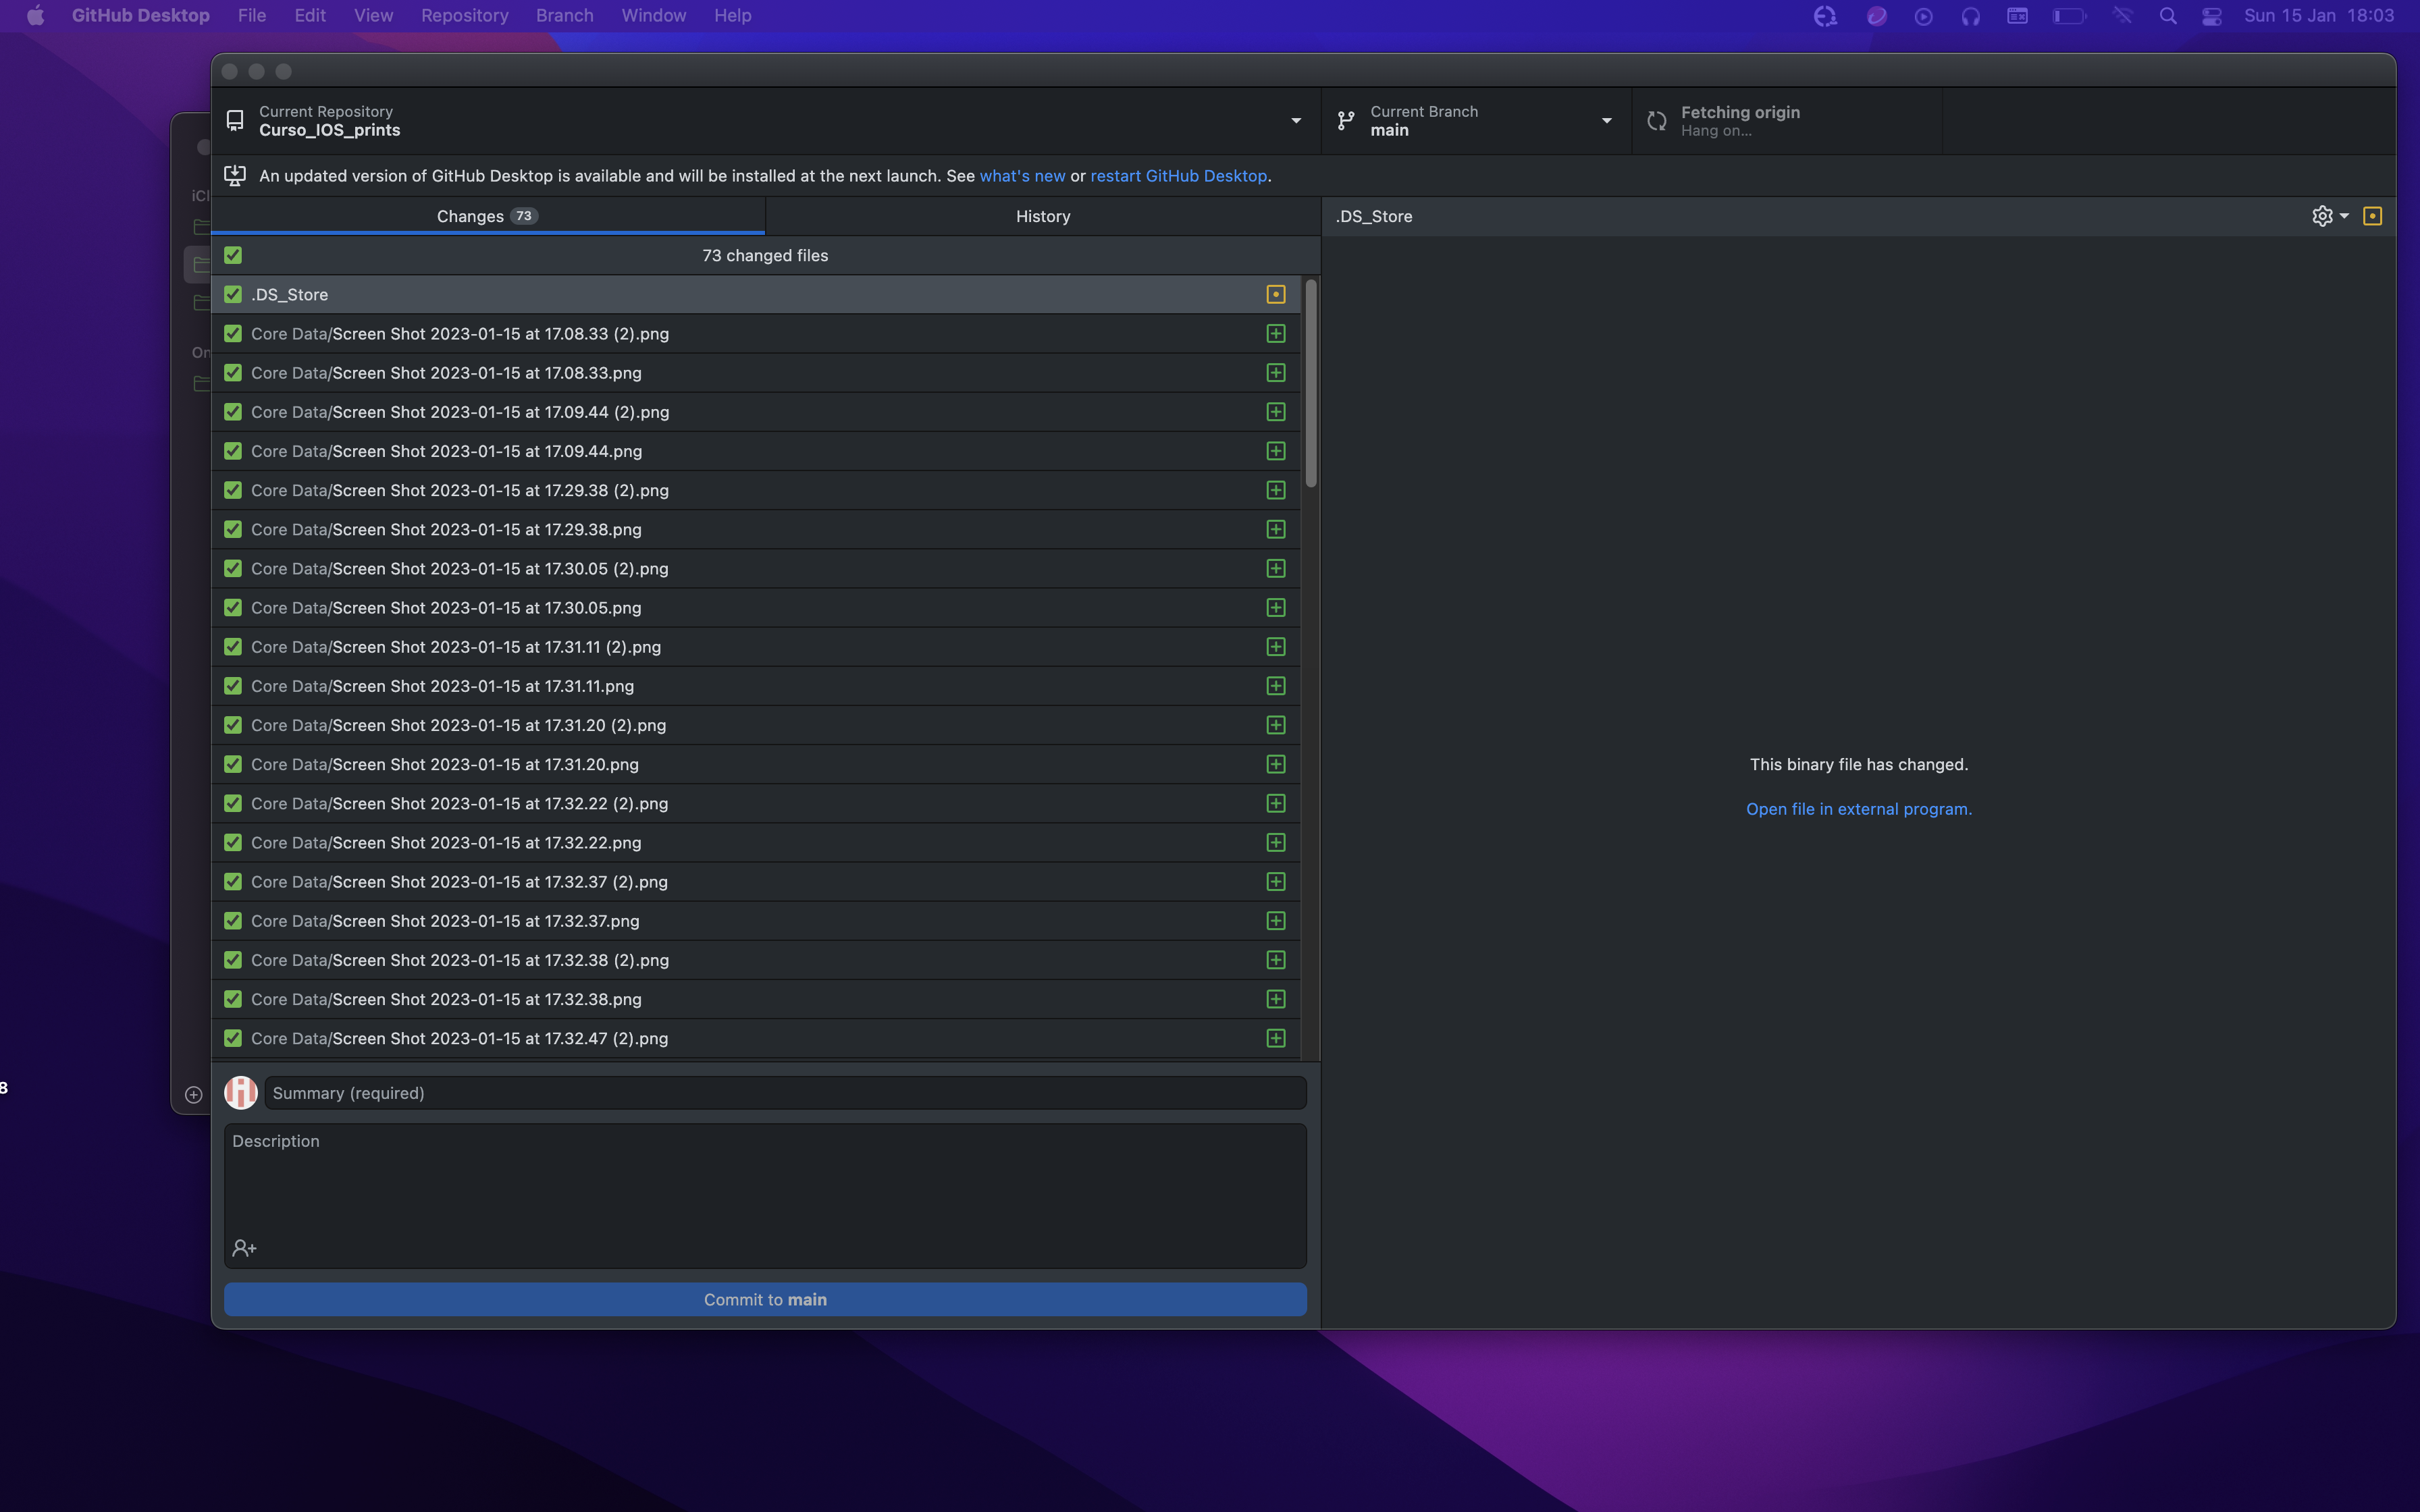 GitHub Desktop File Edit View Repository Branch Window Help Sun 15 Jan 18:03
Current Repository
Curso_IOS_prints
Current Branch
main
Fetching origin
Hang on...
An updated version of GitHub Desktop is available and will be installed at the next launch. See what's new or restart GitHub Desktop.
Changes 73
History
.DS_Store
73 changed files
.DS_Store
Core Data/Screen Shot 2023-01-15 at 17.08.33 (2).png
Core Data/Screen Shot 2023-01-15 at 17.08.33.png
Core Data/Screen Shot 2023-01-15 at 17.09.44 (2).png
Core Data/Screen Shot 2023-01-15 at 17.09.44.png
Core Data/Screen Shot 2023-01-15 at 17.29.38 (2).png
Core Data/Screen Shot 2023-01-15 at 17.29.38.png
Core Data/Screen Shot 2023-01-15 at 17.30.05 (2).png
Core Data/Screen Shot 2023-01-15 at 17.30.05.png
Core Data/Screen Shot 2023-01-15 at 17.31.11 (2).png
Core Data/Screen Shot 2023-01-15 at 17.31.11.png
Core Data/Screen Shot 2023-01-15 at 17.31.20 (2).png
Core Data/Screen Shot 2023-01-15 at 17.31.20.png
Core Data/Screen Shot 2023-01-15 at 17.32.22 (2).png
Core Data/Screen Shot 2023-01-15 at 17.32.22.png
Core Data/Screen Shot 2023-01-15 at 17.32.37 (2).png
Core Data/Screen Shot 2023-01-15 at 17.32.37.png
Core Data/Screen Shot 2023-01-15 at 17.32.38 (2).png
Core Data/Screen Shot 2023-01-15 at 17.32.38.png
Core Data/Screen Shot 2023-01-15 at 17.32.47 (2).png
Summary (required)
Description
Commit to main
This binary file has changed.
Open file in external program.
iCl
On
8